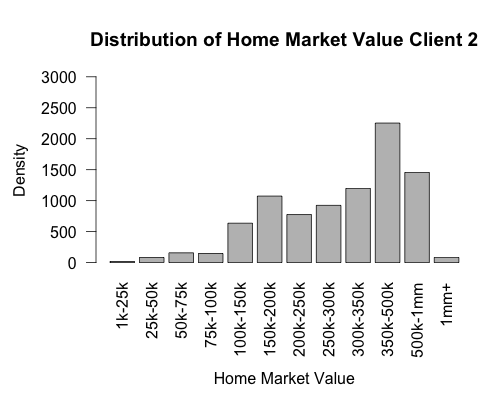 Distribution of Home Market Value Client 2
Density
3000
2500
2000
1500
1000
500
0
1k-25k
25k-50k
50k-75k
75k-100k
100k-150k
150k-200k
200k-250k
250k-300k
300k-350k
350k-500k
500k-1mm
1mm+
Home Market Value